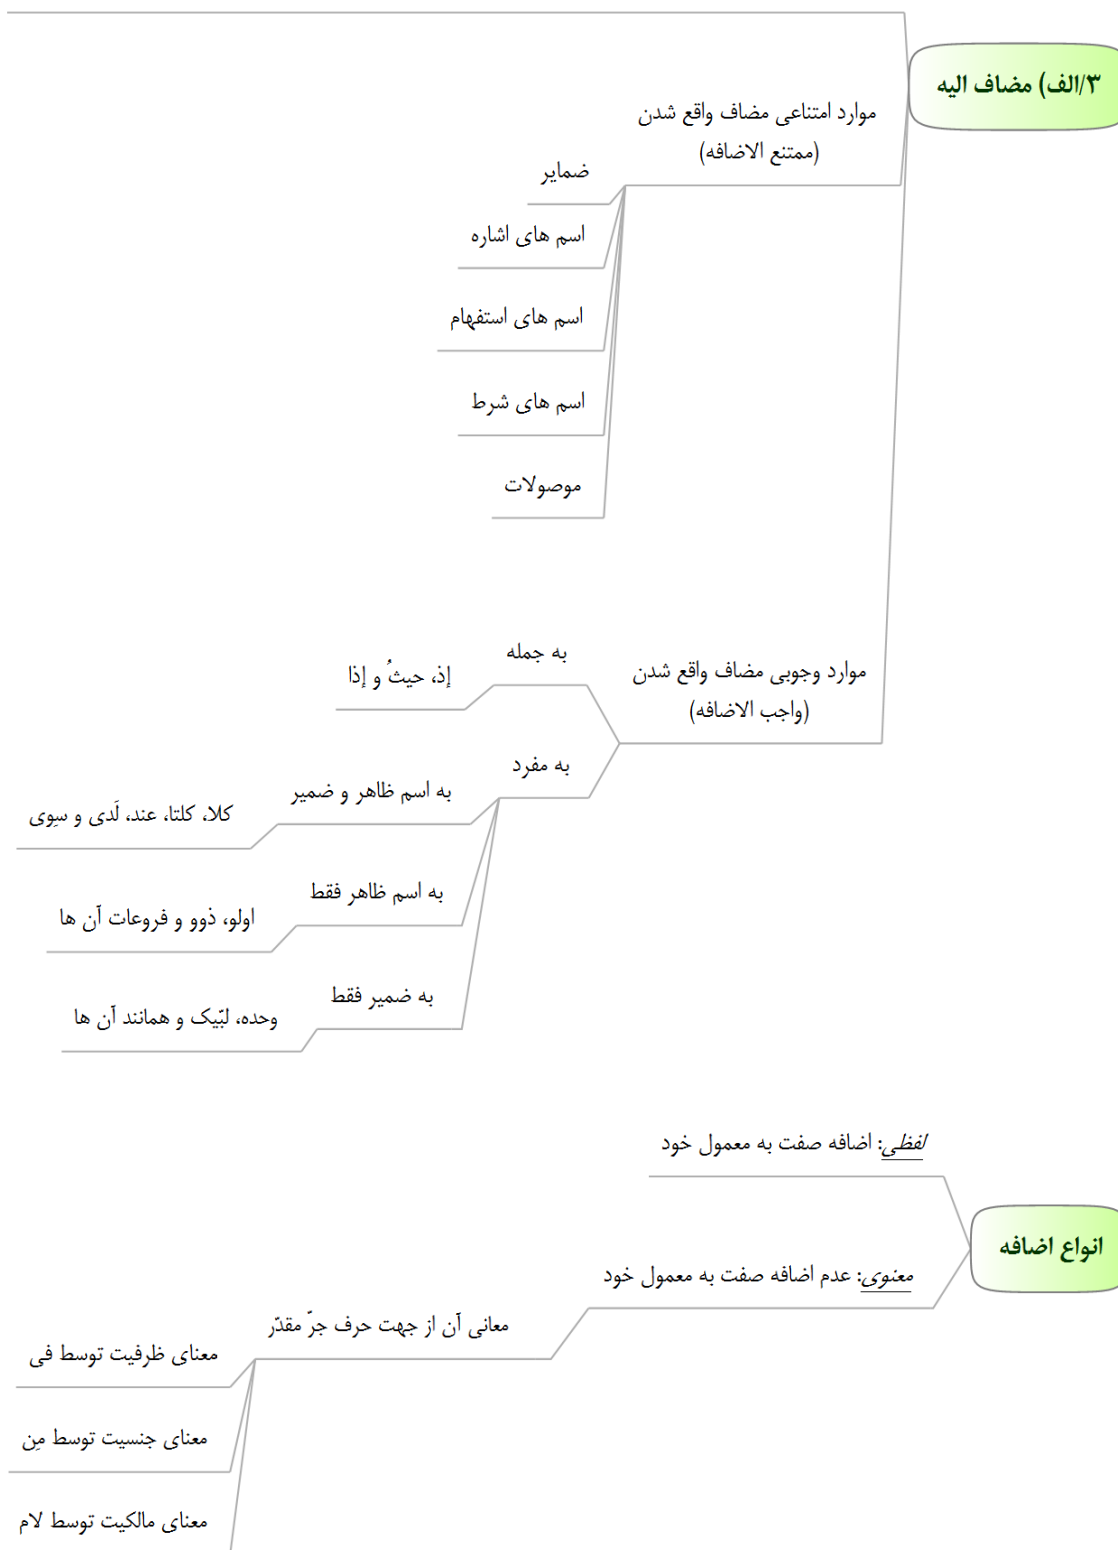 ۳/الف) مضاف الیه
موارد امتناعی مضاف واقع شدن
(ممتنع الاضافه)
ضمایر
اسم های اشاره
اسم های استفهام
اسم های شرط
موصولات
موارد وجوبی مضاف واقع شدن
(واجب الاضافه)
به جمله
إذ، حیثُ و إذا
به مفرد
به اسم ظاهر و ضمیر
کلا، کلتا، عند، لَدی و سِوی
به اسم ظاهر فقط
اولو، ذوو و فروعات آن ها
به ضمیر فقط
وحده، لبّیک و همانند آن ها
انواع اضافه
لفظی: اضافه صفت به معمول خود
معنوی: عدم اضافه صفت به معمول خود
معانی آن از جهت حرف جرّ مقدّر
معنای ظرفیت توسط فی
معنای جنسیت توسط مِن
معنای مالکیت توسط لام